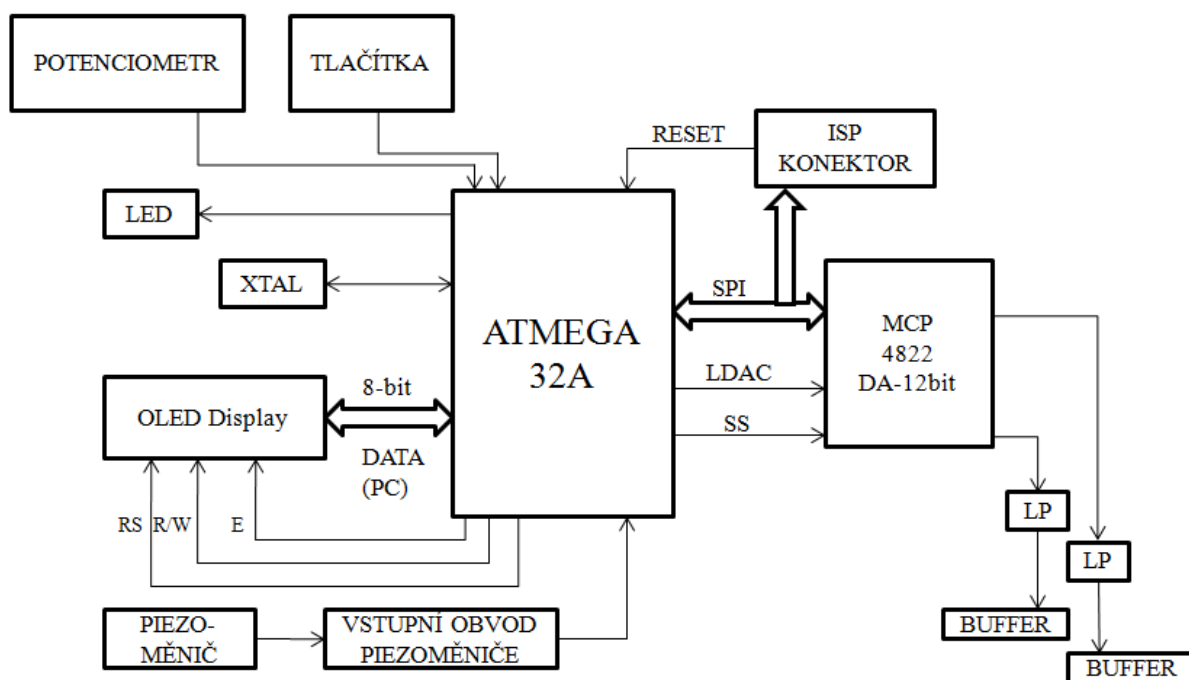 POTENCIOMETR
TLAČÍTKA
RESET
ISP
KONEKTOR
LED
XTAL
ATMEGA
32A
SPI
MCP
4822
DA-12bit
LDAC
SS
8-bit
OLED Display
DATA
(PC)
RS
R/W
E
LP
LP
PIEZO-
MĚNIČ
VSTUPNÍ OBVOD
PIEZOMĚNIČE
BUFFER
BUFFER